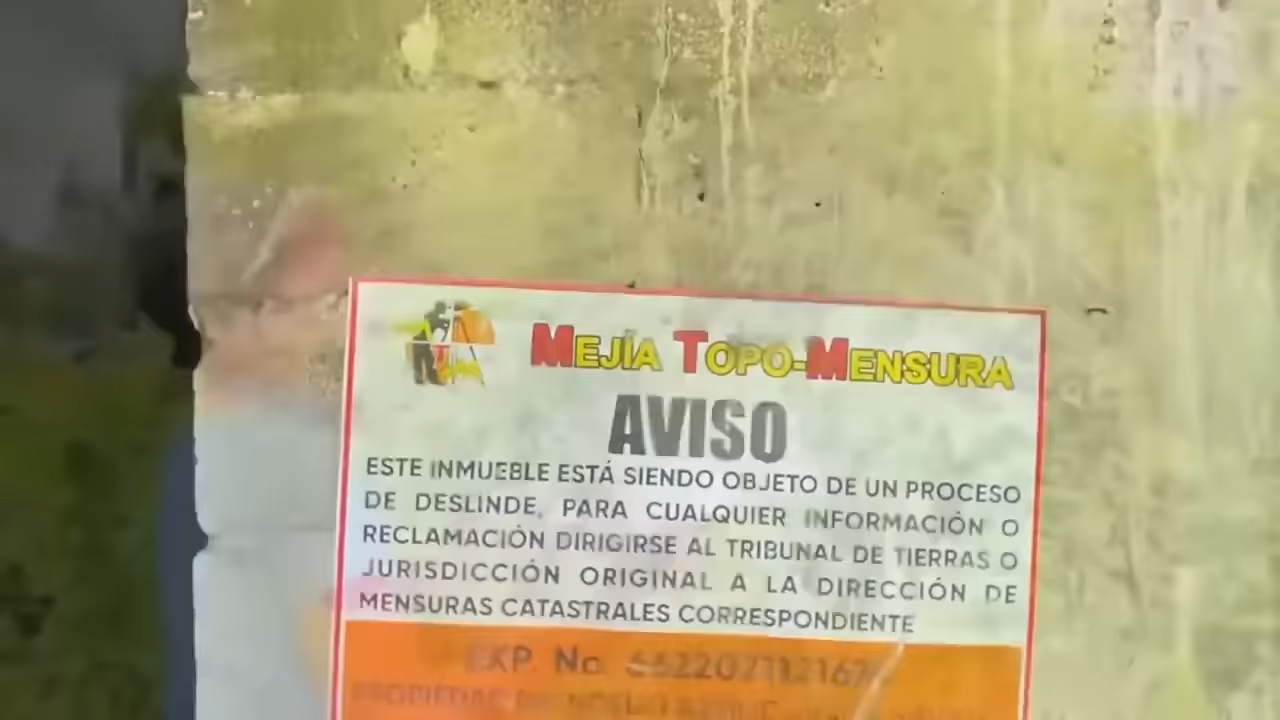 MEJÍA TOPO-MENSURA
AVISO
ESTE INMUEBLE ESTÁ SIENDO OBJETO DE UN PROCESO
DE DESLINDE, PARA CUALQUIER INFORMACIÓN O
RECLAMACIÓN DIRIGIRSE AL TRIBUNAL DE TIERRAS O
JURISDICCIÓN ORIGINAL A LA DIRECCIÓN DE
MENSURAS CATASTRALES CORRESPONDIENTE
EXP. No.
PROPIEDAD